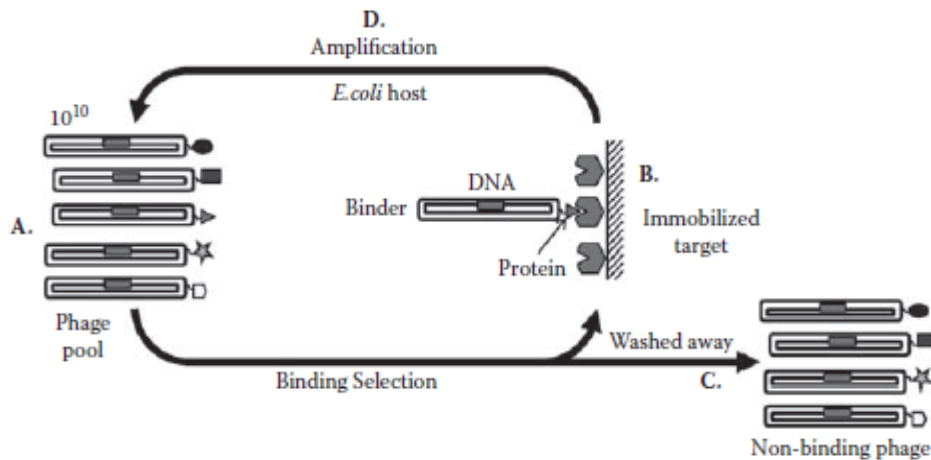 D.
Amplification
E.coli host
10¹⁰
A.
Phage
pool
DNA
Binder
Protein
B.
Immobilized
target
Binding Selection
Washed away
C.
Non-binding phage